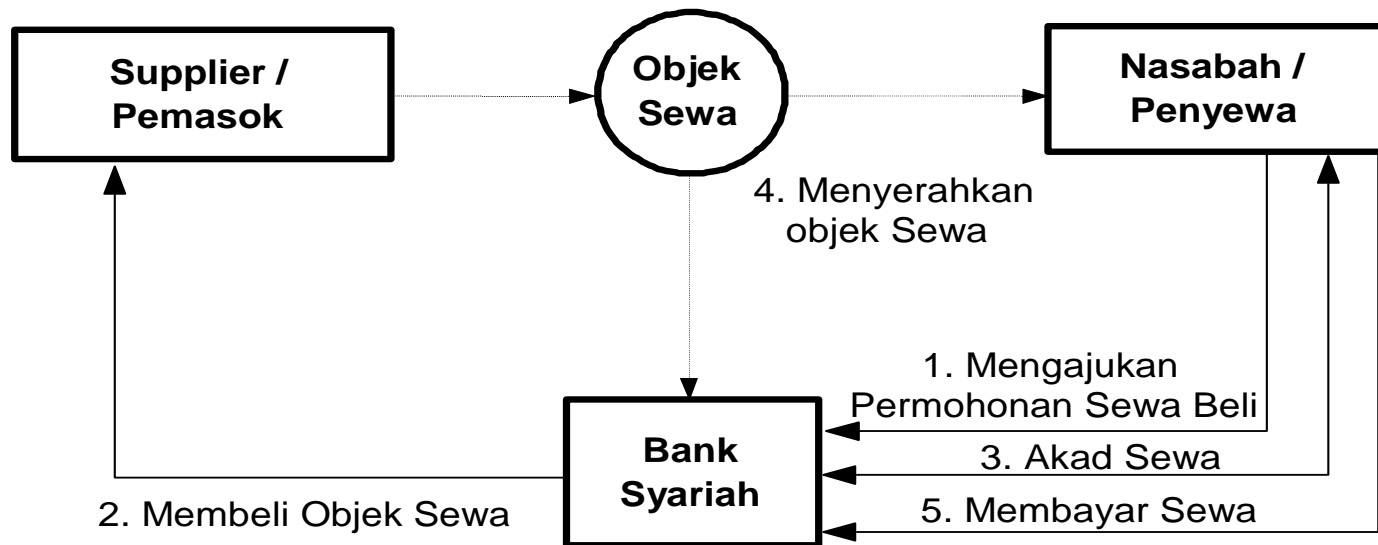 Supplier /
Pemasok
Objek
Sewa
Nasabah /
Penyewa
4. Menyerahkan
objek Sewa
1. Mengajukan
Permohonan Sewa Beli
Bank
Syariah
3. Akad Sewa
2. Membeli Objek Sewa
5. Membayar Sewa